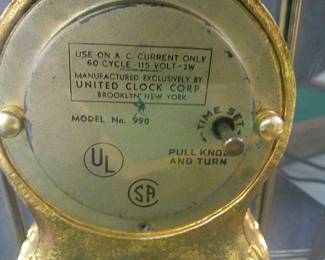 USE ON A.C. CURRENT ONLY
60 CYCLE-115 VOLT-2W
MANUFACTURED EXCLUSIVELY BY
UNITED CLOCK CORP.
BROOKLYN, NEW YORK
MODEL No. 990
TIME SET
PULL KNOB
AND TURN
UL
SA